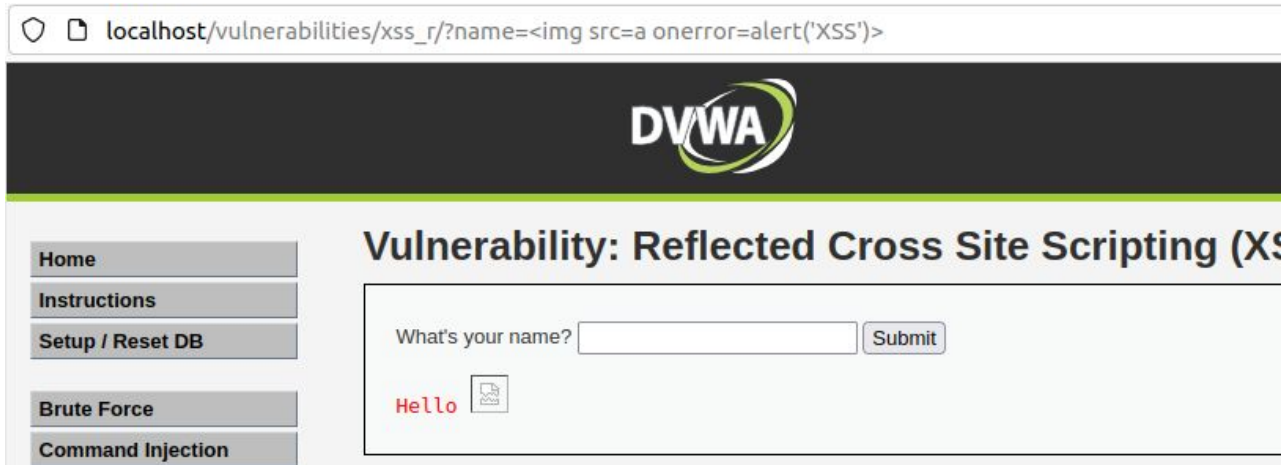 localhost/vulnerabilities/xss_r/?name=<img src=a onerror=alert('XSS')>
DVWA
Vulnerability: Reflected Cross Site Scripting
Home
Instructions
Setup / Reset DB
Brute Force
Command Injection
What's your name? Submit
Hello